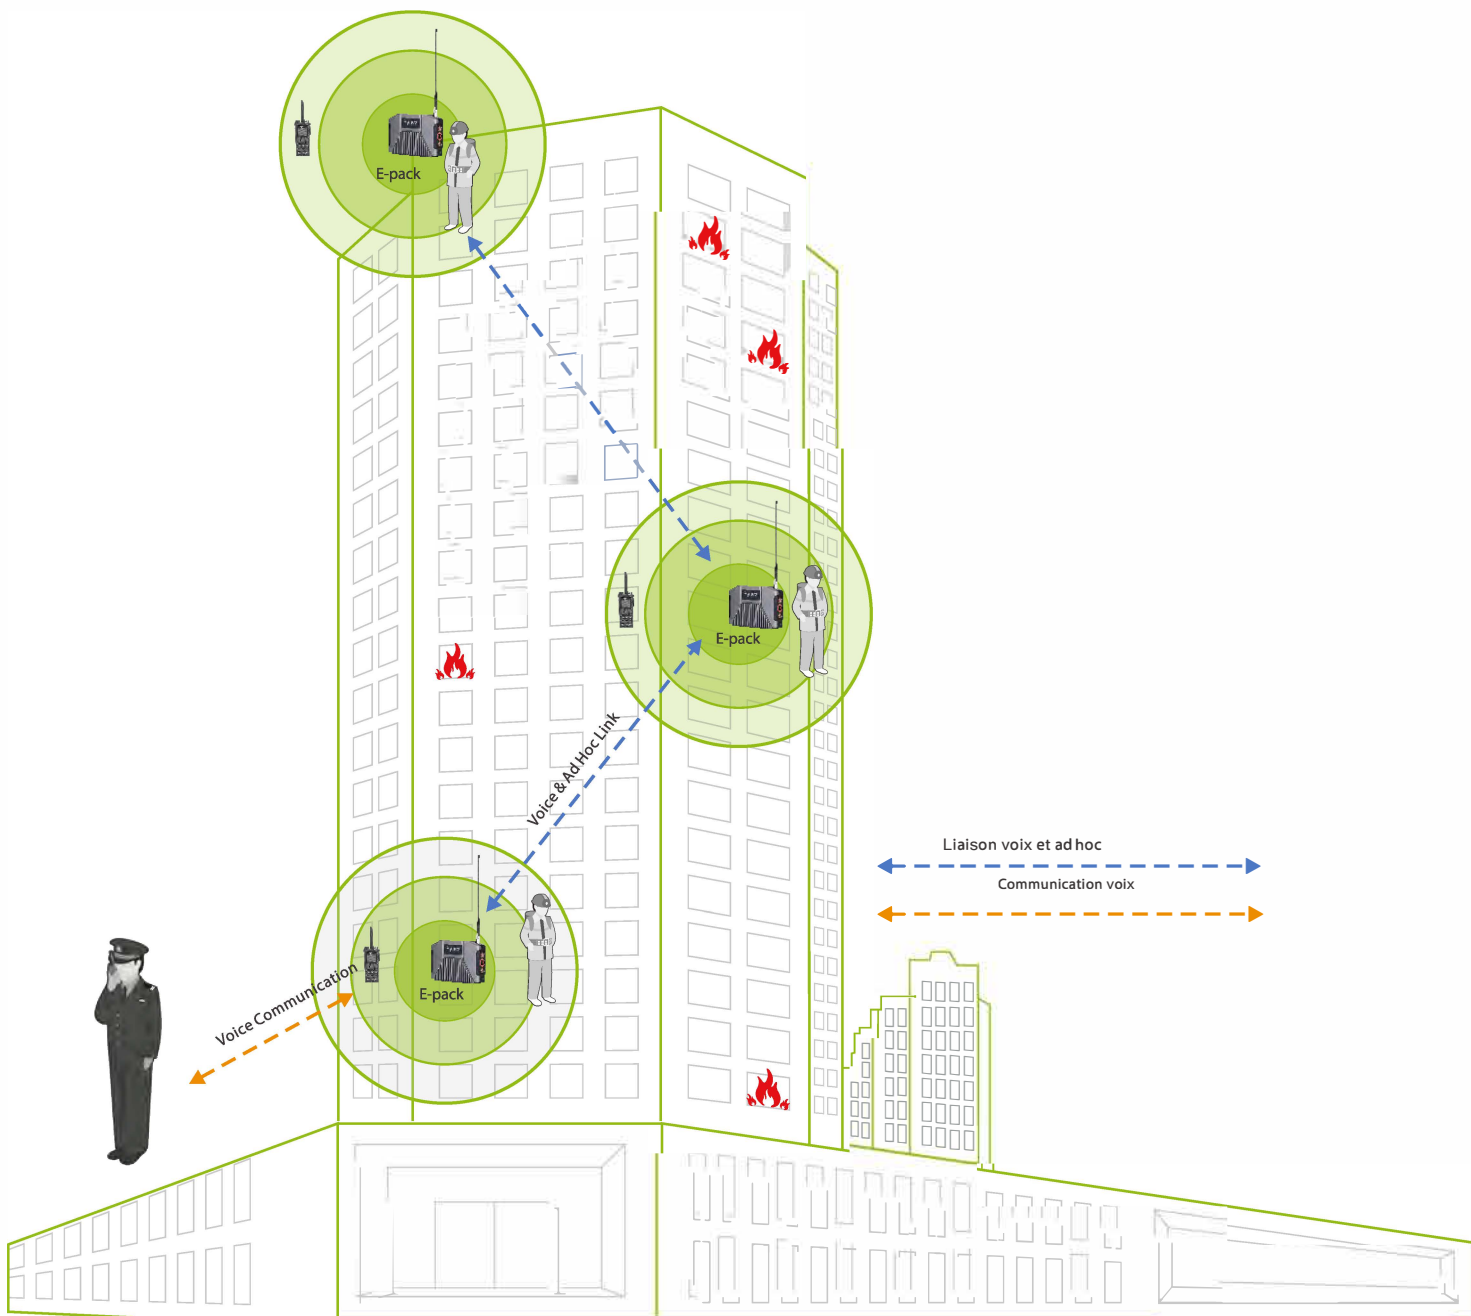 E-pack
E-pack
Voice & Ad Hoc Link
Liaison voix et ad hoc
Communication voix
Voice Communication
E-pack